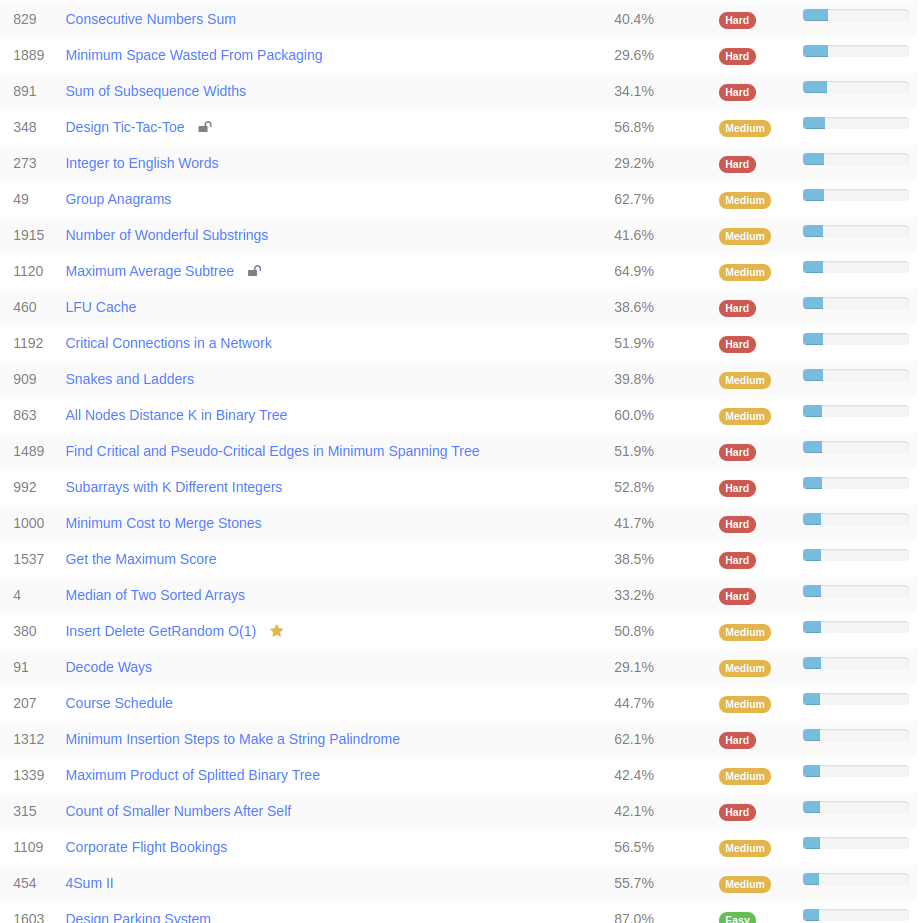 829 Consecutive Numbers Sum 40.4% Hard
1889 Minimum Space Wasted From Packaging 29.6% Hard
891 Sum of Subsequence Widths 34.1% Hard
348 Design Tic-Tac-Toe 56.8% Medium
273 Integer to English Words 29.2% Hard
49 Group Anagrams 62.7% Medium
1915 Number of Wonderful Substrings 41.6% Medium
1120 Maximum Average Subtree 64.9% Medium
460 LFU Cache 38.6% Hard
1192 Critical Connections in a Network 51.9% Hard
909 Snakes and Ladders 39.8% Medium
863 All Nodes Distance K in Binary Tree 60.0% Medium
1489 Find Critical and Pseudo-Critical Edges in Minimum Spanning Tree 51.9% Hard
992 Subarrays with K Different Integers 52.8% Hard
1000 Minimum Cost to Merge Stones 41.7% Hard
1537 Get the Maximum Score 38.5% Hard
4 Median of Two Sorted Arrays 33.2% Hard
380 Insert Delete GetRandom O(1) 50.8% Medium
91 Decode Ways 29.1% Medium
207 Course Schedule 44.7% Medium
1312 Minimum Insertion Steps to Make a String Palindrome 62.1% Hard
1339 Maximum Product of Splitted Binary Tree 42.4% Medium
315 Count of Smaller Numbers After Self 42.1% Hard
1109 Corporate Flight Bookings 56.5% Medium
454 4Sum II 55.7% Medium
1603 Design Parking System 87.0% Easy